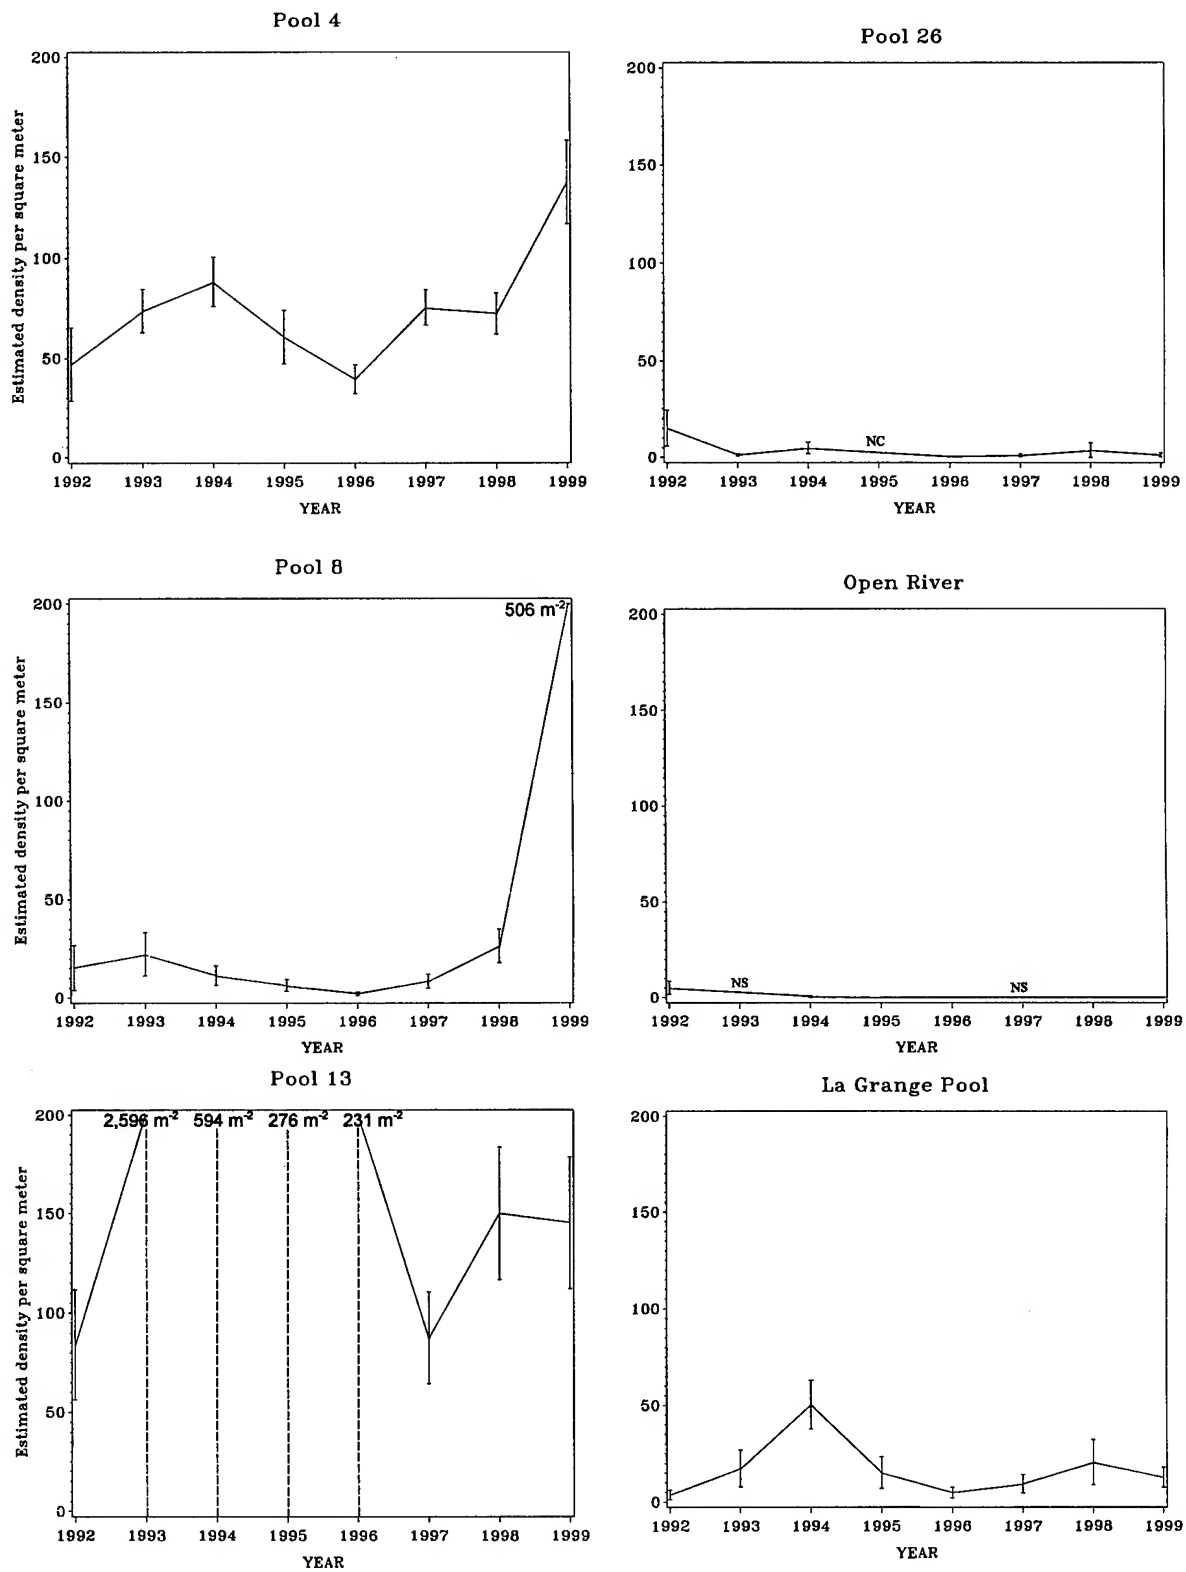 Pool 4
Estimated density per square meter
200
150
100
50
0
1992 1993 1994 1995 1996 1997 1998 1999
YEAR
Pool 26
200
150
100
50
0
NC
1992 1993 1994 1995 1996 1997 1998 1999
YEAR
Pool 8
Estimated density per square meter
200
150
100
50
0
506 m-2
1992 1993 1994 1995 1996 1997 1998 1999
YEAR
Open River
200
150
100
50
0
NS NS
1992 1993 1994 1995 1996 1997 1998 1999
YEAR
Pool 13
Estimated density per square meter
200
150
100
50
0
2,596 m-2 594 m-2 276 m-2 231 m-2
1992 1993 1994 1995 1996 1997 1998 1999
YEAR
La Grange Pool
200
150
100
50
0
1992 1993 1994 1995 1996 1997 1998 1999
YEAR